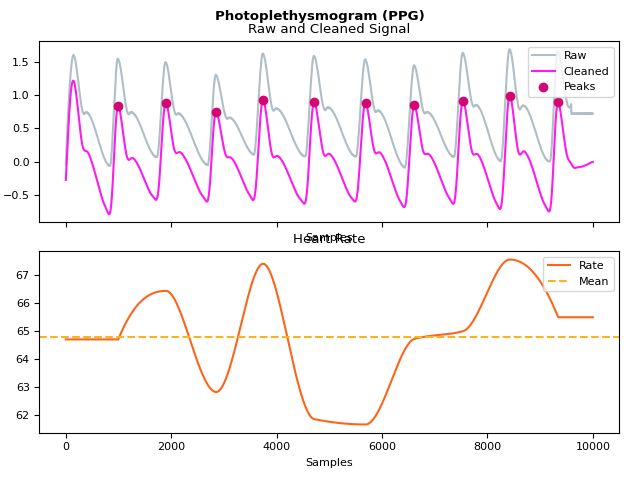 Photoplethysmogram (PPG)
Raw and Cleaned Signal
1.5
1.0
0.5
0.0
−0.5
Raw
Cleaned
Peaks
Samples
Heart Rate
67
66
65
64
63
62
Rate
Mean
0 2000 4000 6000 8000 10000
Samples